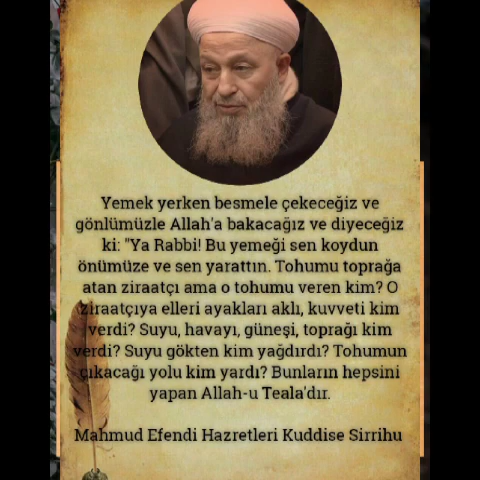 Yemek yerken besmele çekeceğiz ve
gönlümüzle Allah'a bakacağız ve diyeceğiz
ki: "Ya Rabbi! Bu yemeği sen koydun
önümüze ve sen yarattın. Tohumu toprağa
atan ziraatçı ama o tohumu veren kim? O
ziraatçıya elleri ayakları aklı, kuvveti kim
verdi? Suyu, havayı, güneşi, toprağı kim
verdi? Suyu gökten kim yağdırdı? Tohumun
çıkacağı yolu kim yardı? Bunların hepsini
yapan Allah-u Teala'dır.
Mahmud Efendi Hazretleri Kuddise Sirrihu